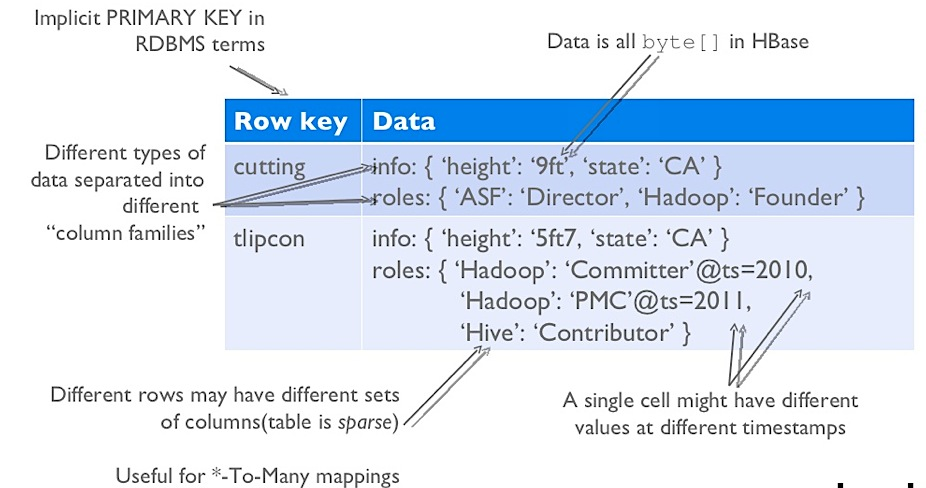 Implicit PRIMARY KEY in
RDBMS terms
Data is all byte[] in HBase
Row key Data
Different types of
data separated into
different
“column families”
cutting info: { ‘height’: ‘9ft’, ‘state’: ‘CA’ }
roles: { ‘ASF’: ‘Director’, ‘Hadoop’: ‘Founder’ }
tlipcon info: { ‘height’: ‘5ft7, ‘state’: ‘CA’ }
roles: { ‘Hadoop’: ‘Committer’@ts=2010,
‘Hadoop’: ‘PMC’@ts=2011,
‘Hive’: ‘Contributor’ }
Different rows may have different sets
of columns(table is sparse)
A single cell might have different
values at different timestamps
Useful for *-To-Many mappings